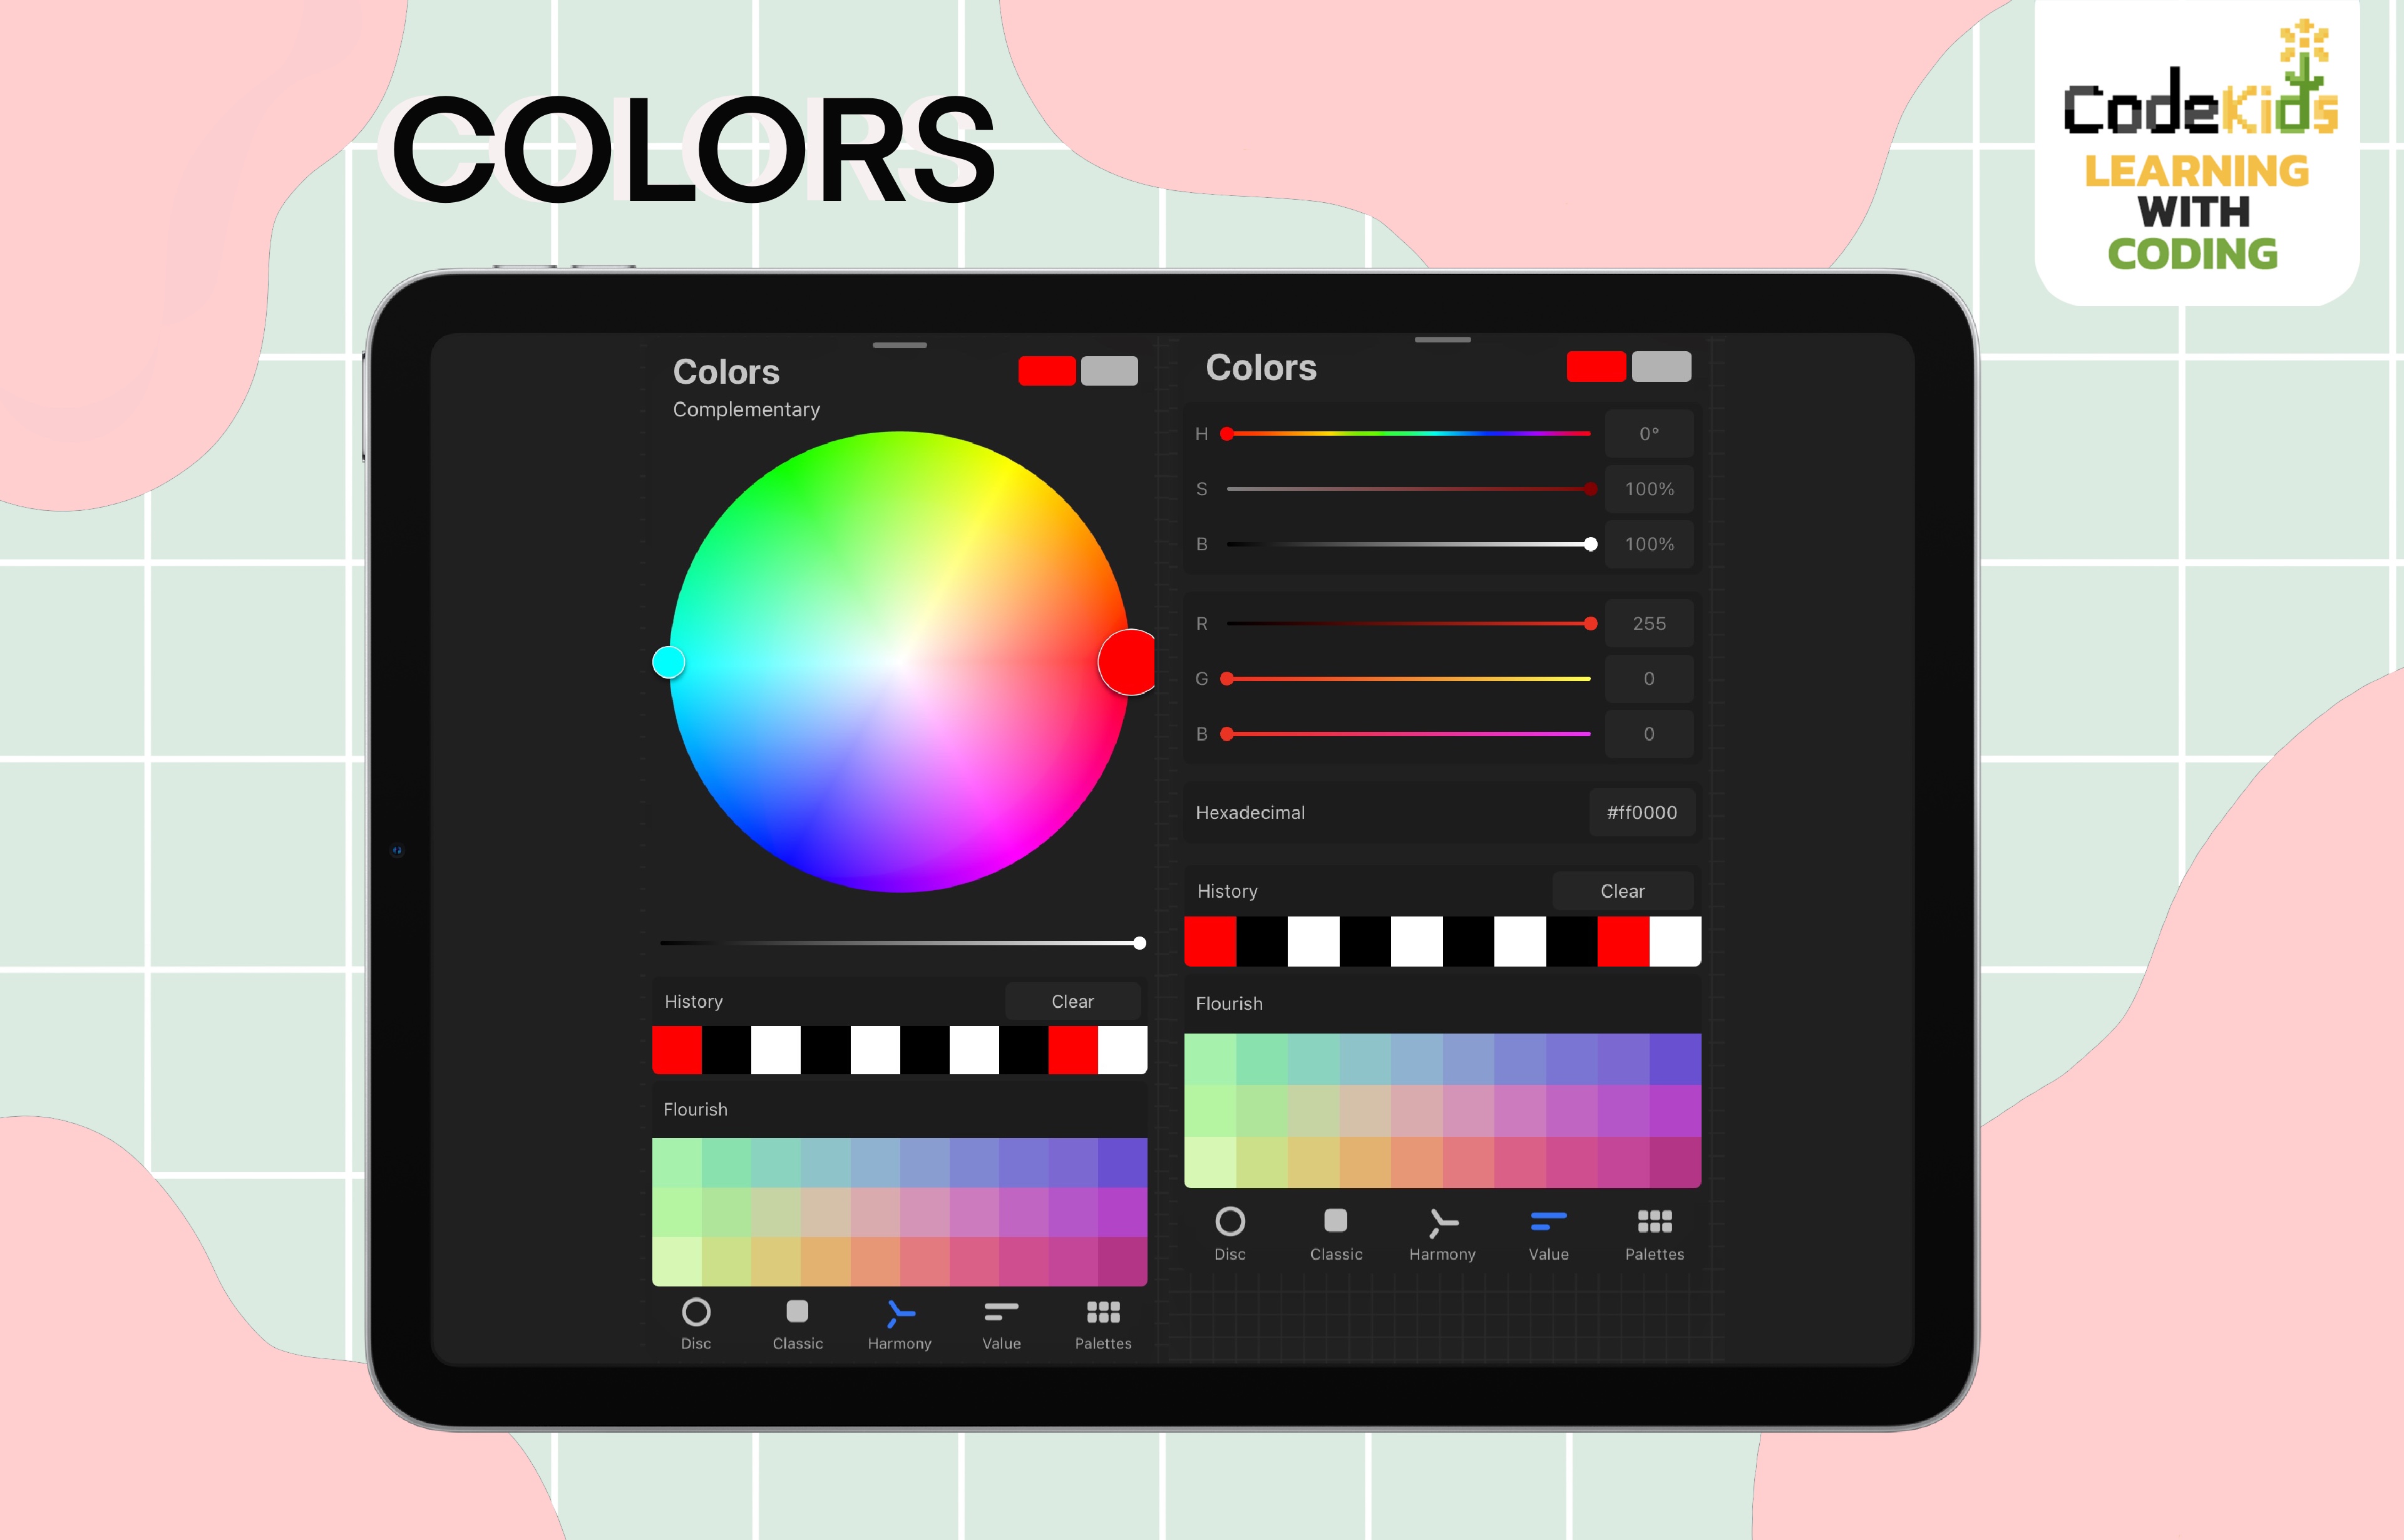 COLORS
CodeKids
LEARNING
WITH
CODING
Colors
Complementary
History
Clear
Flourish
Disc
Classic
Harmony
Value
Palettes
Colors
H
0°
S
100%
B
100%
R
255
G
0
B
0
Hexadecimal
#ff0000
History
Clear
Flourish
Disc
Classic
Harmony
Value
Palettes